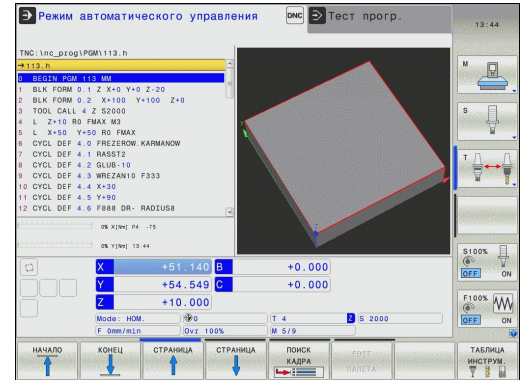 Режим автоматического управления
DNC
Тест прогр.
13:44
TNC:\nc_prog\PGM\113.h
→113.h
0 BEGIN PGM 113 MM
1 BLK FORM 0.1 Z X+0 Y+0 Z-20
2 BLK FORM 0.2 X+100 Y+100 Z+0
3 TOOL CALL 4 Z S2000
4 L Z+10 R0 FMAX M3
5 L X+50 Y+50 R0 FMAX
6 CYCL DEF 4.0 FREZEROW.KARMANOW
7 CYCL DEF 4.1 RASST2
8 CYCL DEF 4.2 GLUB-10
9 CYCL DEF 4.3 WREZAN10 F333
10 CYCL DEF 4.4 X+30
11 CYCL DEF 4.5 Y+90
12 CYCL DEF 4.6 F888 DR- RADIUS8
0% X[Nm] P4 -T5
0% Y[Nm] 13:44
X +51.140 B +0.000
Y +54.549 C +0.000
Z +10.000
Mode: НОМ. 0 T 4 Z S 2000
F 0mm/min Ovr 100% M 5/9
M
S
T
S100%
OFF ON
F100%
OFF ON
НАЧАЛО
КОНЕЦ
СТРАНИЦА
СТРАНИЦА
ПОИСК КАДРА
ПАЛЕТА
ТАБЛИЦА ИНСТРУМ.